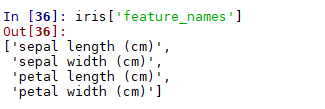 In [36]: iris['feature_names']
Out[36]:
['sepal length (cm)',
 'sepal width (cm)',
 'petal length (cm)',
 'petal width (cm)']